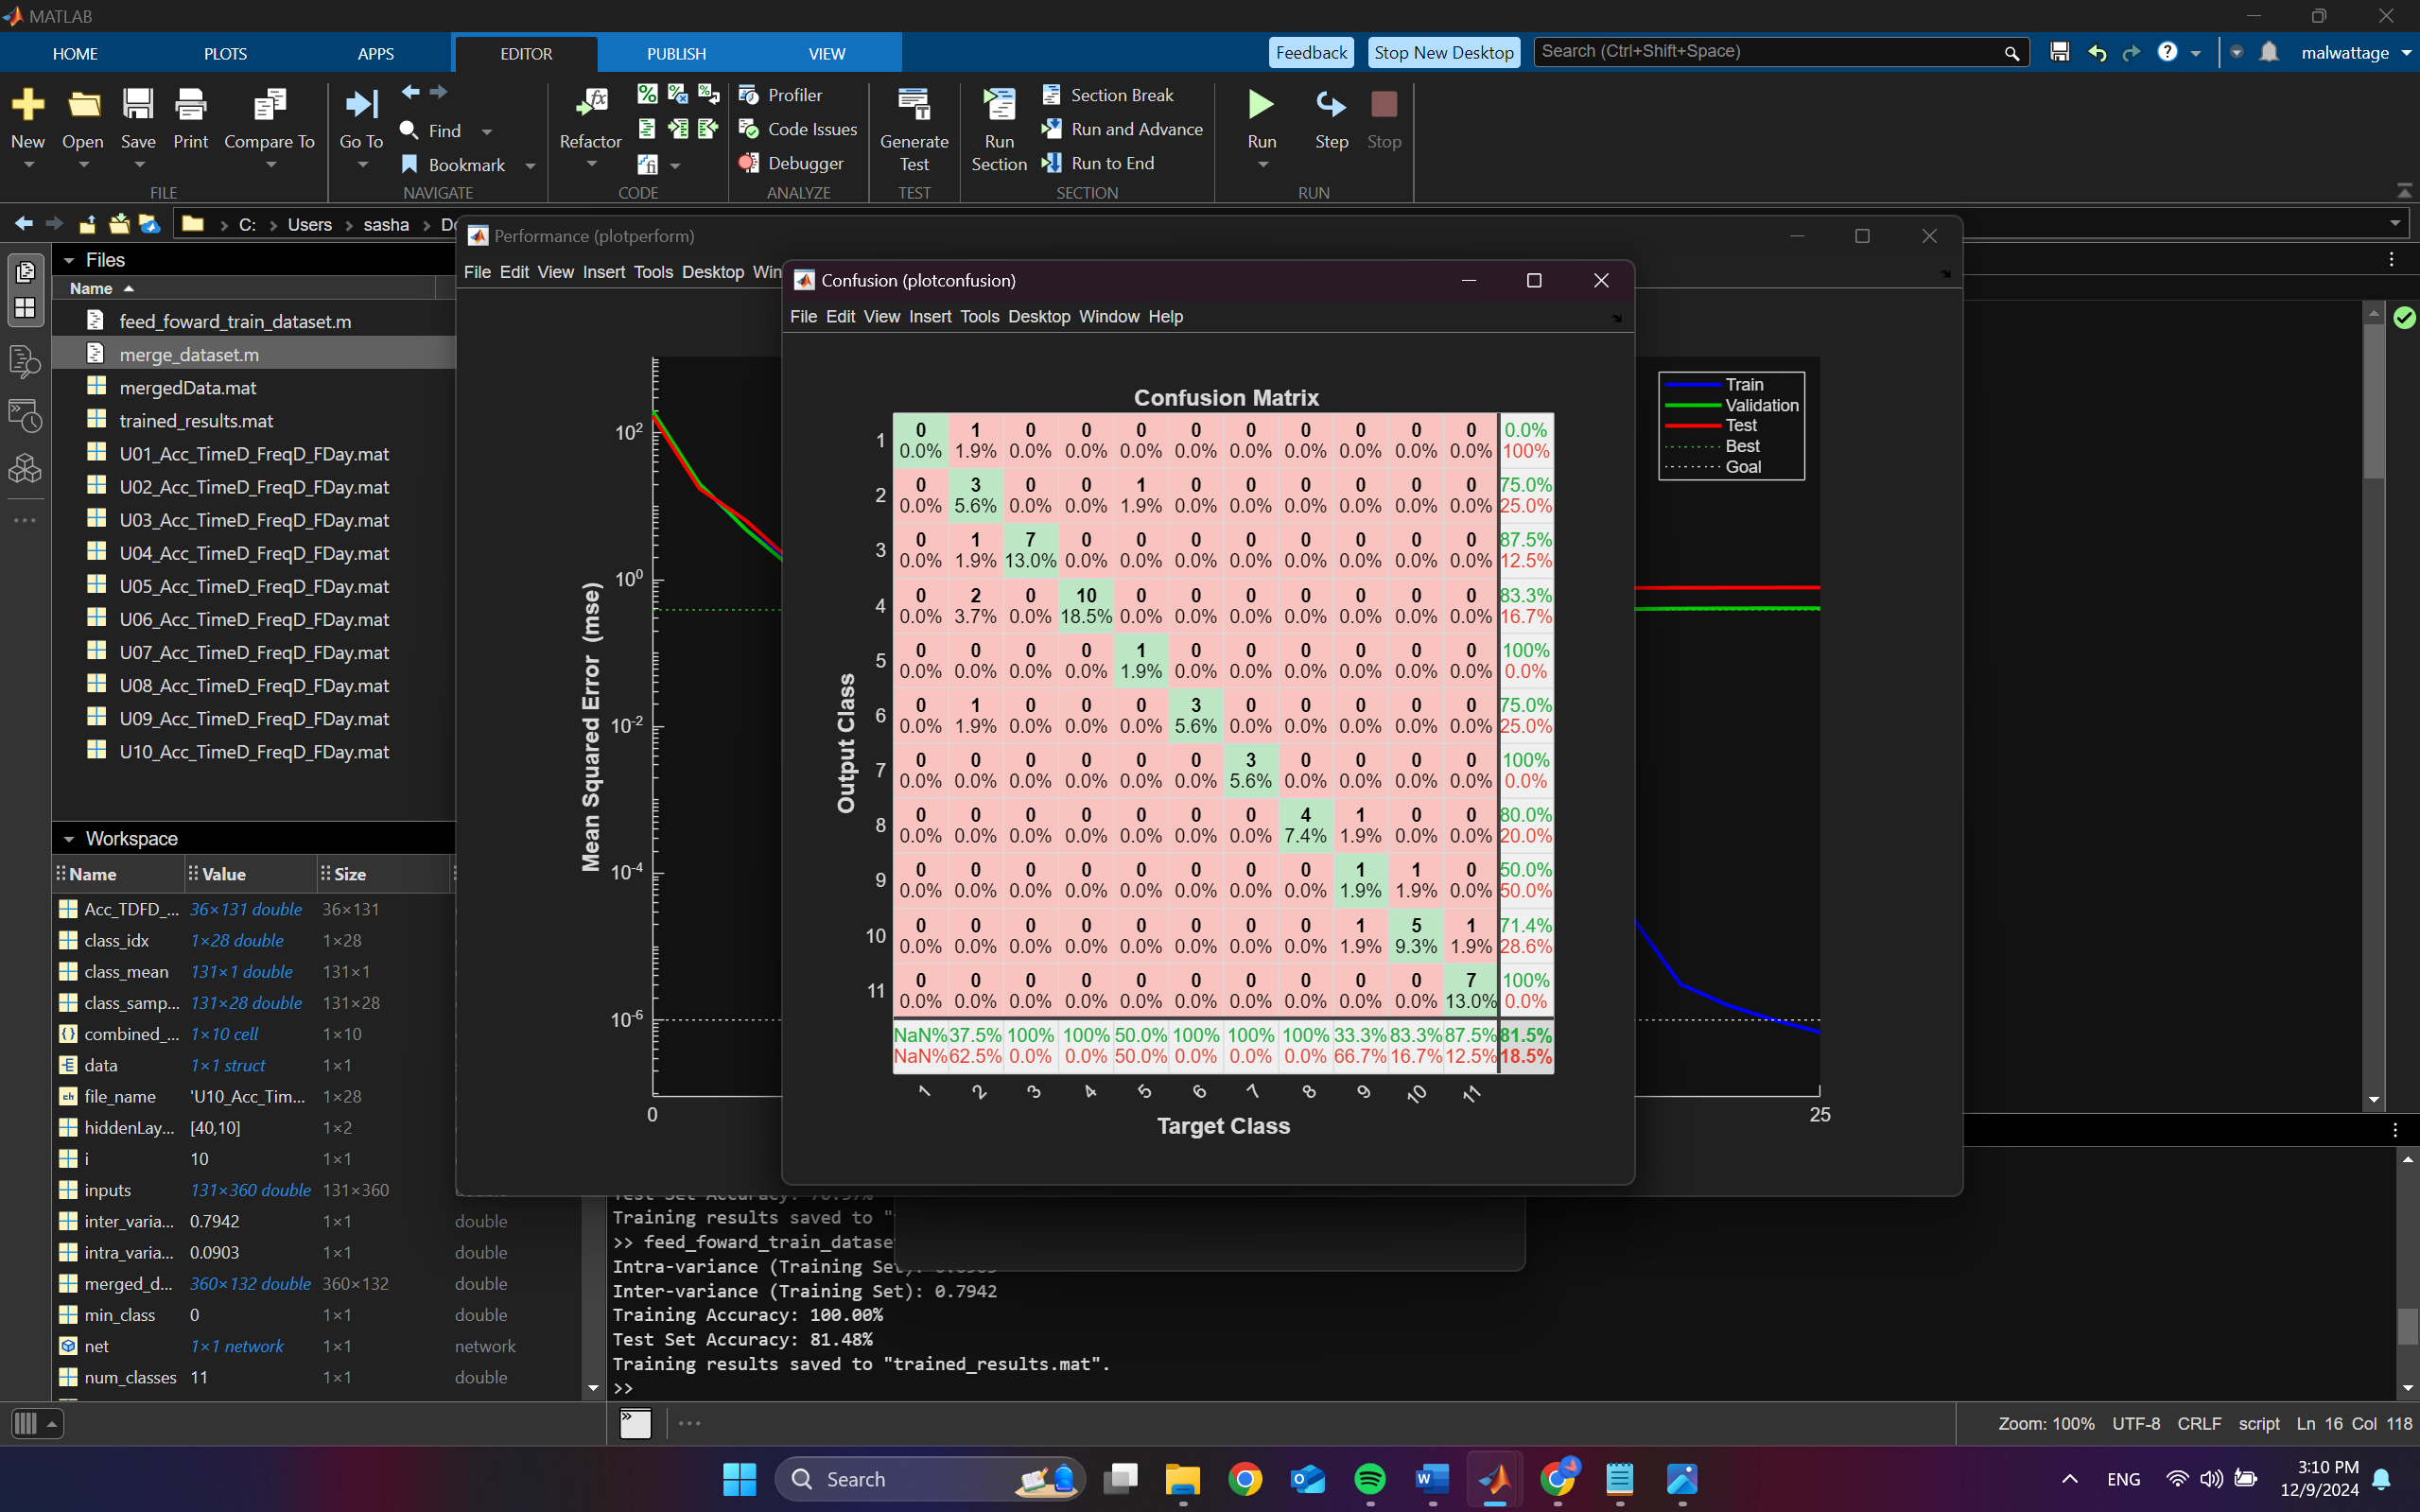 MATLAB
HOME PLOTS APPS EDITOR PUBLISH VIEW
Feedback Stop New Desktop Search (Ctrl+Shift+Space) malwattage
New Open Save Print Compare To
FILE
Go To Find Bookmark
NAVIGATE
Refactor
CODE
Profiler
Code Issues
Debugger
ANALYZE
Generate Test
TEST
Run Section
Section Break
Run and Advance
Run to End
SECTION
Run Step Stop
RUN
C: Users sasha
Files
Name
feed_foward_train_dataset.m
merge_dataset.m
mergedData.mat
trained_results.mat
U01_Acc_TimeD_FreqD_FDay.mat
U02_Acc_TimeD_FreqD_FDay.mat
U03_Acc_TimeD_FreqD_FDay.mat
U04_Acc_TimeD_FreqD_FDay.mat
U05_Acc_TimeD_FreqD_FDay.mat
U06_Acc_TimeD_FreqD_FDay.mat
U07_Acc_TimeD_FreqD_FDay.mat
U08_Acc_TimeD_FreqD_FDay.mat
U09_Acc_TimeD_FreqD_FDay.mat
U10_Acc_TimeD_FreqD_FDay.mat
Workspace
Name Value Size
Acc_TDFD_... 36×131 double 36×131
class_idx 1×28 double 1×28
class_mean 131×1 double 131×1
class_samp... 131×28 double 131×28
combined_... 1×10 cell 1×10
data 1×1 struct 1×1
file_name 'U10_Acc_Tim... 1×28
hiddenLay... [40,10] 1×2
i 10 1×1
inputs 131×360 double 131×360
inter_varia... 0.7942 1×1 double
intra_varia... 0.0903 1×1 double
merged_d... 360×132 double 360×132 double
min_class 0 1×1 double
net 1×1 network 1×1 network
num_classes 11 1×1 double
Performance (plotperform)
File Edit View Insert Tools Desktop Win
Mean Squared Error (mse)
10^2
10^0
10^-2
10^-4
10^-6
0 25
Train
Validation
Test
Best
Goal
Confusion (plotconfusion)
File Edit View Insert Tools Desktop Window Help
Confusion Matrix
Output Class
1 0 1 0 0 0 0 0 0 0 0 0 0.0%
0.0% 1.9% 0.0% 0.0% 0.0% 0.0% 0.0% 0.0% 0.0% 0.0% 0.0% 100%
2 0 3 0 0 1 0 0 0 0 0 0 75.0%
0.0% 5.6% 0.0% 0.0% 1.9% 0.0% 0.0% 0.0% 0.0% 0.0% 0.0% 25.0%
3 0 1 7 0 0 0 0 0 0 0 0 87.5%
0.0% 1.9% 13.0% 0.0% 0.0% 0.0% 0.0% 0.0% 0.0% 0.0% 0.0% 12.5%
4 0 2 0 10 0 0 0 0 0 0 0 83.3%
0.0% 3.7% 0.0% 18.5% 0.0% 0.0% 0.0% 0.0% 0.0% 0.0% 0.0% 16.7%
5 0 0 0 0 1 0 0 0 0 0 0 100%
0.0% 0.0% 0.0% 0.0% 1.9% 0.0% 0.0% 0.0% 0.0% 0.0% 0.0% 0.0%
6 0 1 0 0 0 3 0 0 0 0 0 75.0%
0.0% 1.9% 0.0% 0.0% 0.0% 5.6% 0.0% 0.0% 0.0% 0.0% 0.0% 25.0%
7 0 0 0 0 0 0 3 0 0 0 0 100%
0.0% 0.0% 0.0% 0.0% 0.0% 0.0% 5.6% 0.0% 0.0% 0.0% 0.0% 0.0%
8 0 0 0 0 0 0 0 4 1 0 0 80.0%
0.0% 0.0% 0.0% 0.0% 0.0% 0.0% 0.0% 7.4% 1.9% 0.0% 0.0% 20.0%
9 0 0 0 0 0 0 0 0 1 1 0 50.0%
0.0% 0.0% 0.0% 0.0% 0.0% 0.0% 0.0% 0.0% 1.9% 1.9% 0.0% 50.0%
10 0 0 0 0 0 0 0 0 1 5 1 71.4%
0.0% 0.0% 0.0% 0.0% 0.0% 0.0% 0.0% 0.0% 1.9% 9.3% 1.9% 28.6%
11 0 0 0 0 0 0 0 0 0 0 7 100%
0.0% 0.0% 0.0% 0.0% 0.0% 0.0% 0.0% 0.0% 0.0% 0.0% 13.0% 0.0%
NaN% 37.5% 100% 100% 50.0% 100% 100% 100% 33.3% 83.3% 87.5% 81.5%
NaN% 62.5% 0.0% 0.0% 50.0% 0.0% 0.0% 0.0% 66.7% 16.7% 12.5% 18.5%
1 2 3 4 5 6 7 8 9 10 11
Target Class
Training results saved to "
>> feed_foward_train_datase
Intra-variance (Training Set):
Inter-variance (Training Set): 0.7942
Training Accuracy: 100.00%
Test Set Accuracy: 81.48%
Training results saved to "trained_results.mat".
>>
Zoom: 100% UTF-8 CRLF script Ln 16 Col 118
Search
ENG
3:10 PM
12/9/2024